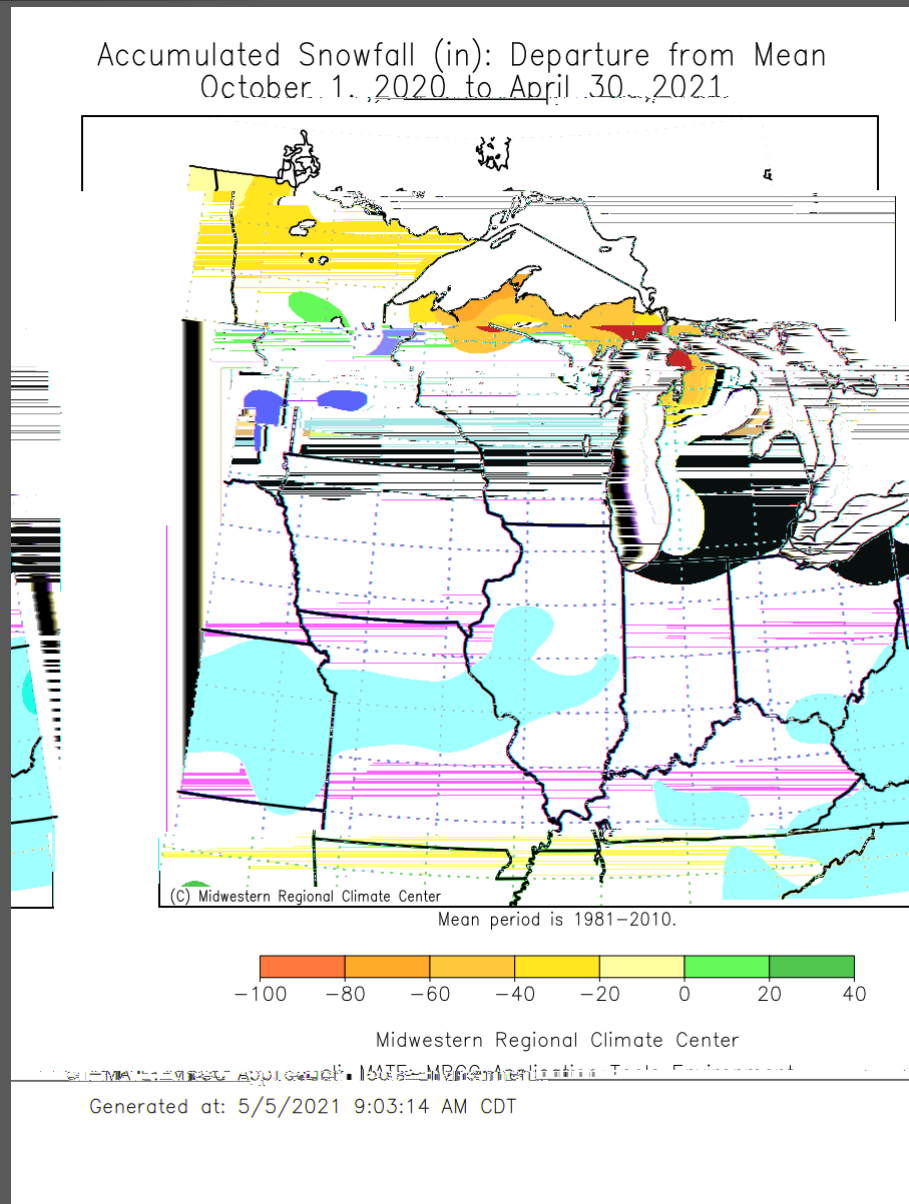 Accumulated Snowfall (in): Departure from Mean
October 1, 2020 to April 30, 2021
(C) Midwestern Regional Climate Center
Mean period is 1981-2010.
-100 -80 -60 -40 -20 0 20 40
Midwestern Regional Climate Center
Generated at: 5/5/2021 9:03:14 AM CDT